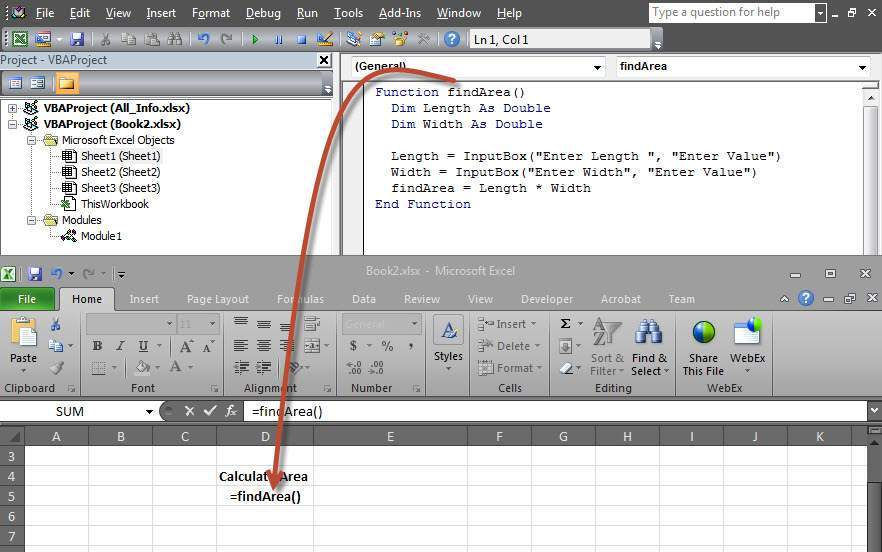 File Edit View Insert Format Debug Run Tools Add-Ins Window Help Type a question for help
Ln 1, Col 1
Project - VBAProject
(General) findArea
VBAProject (All_Info.xlsx)
VBAProject (Book2.xlsx)
Microsoft Excel Objects
Sheet1 (Sheet1)
Sheet2 (Sheet2)
Sheet3 (Sheet3)
ThisWorkbook
Modules
Module1
Function findArea()
Dim Length As Double
Dim Width As Double
Length = InputBox("Enter Length ", "Enter Value")
Width = InputBox("Enter Width", "Enter Value")
findArea = Length * Width
End Function
Book2.xlsx - Microsoft Excel
File Home Insert Page Layout Formulas Data Review View Developer Acrobat Team
Paste
Clipboard
11
B I U A A
A
Font
Alignment
General
$ % ,
.00 .00
Number
A
Styles
Insert
Delete
Format
Cells
Σ
Sort & Filter
Find & Select
Editing
Share This File
WebEx
WebEx
SUM fx =findArea()
A B C D E F G H I J K
3
4 Calculate Area
5 =findArea()
6
7